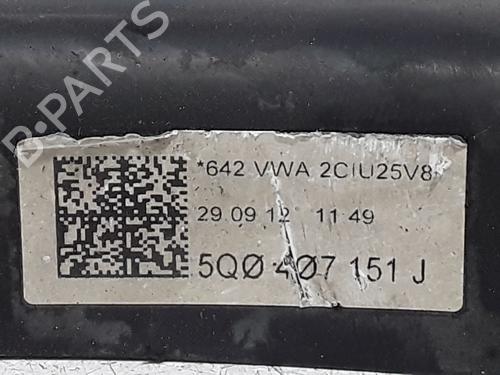 B-PARTS
*642 VWA 2CIU25V8*
29.09.12 11:49
5Q0 407 151 J